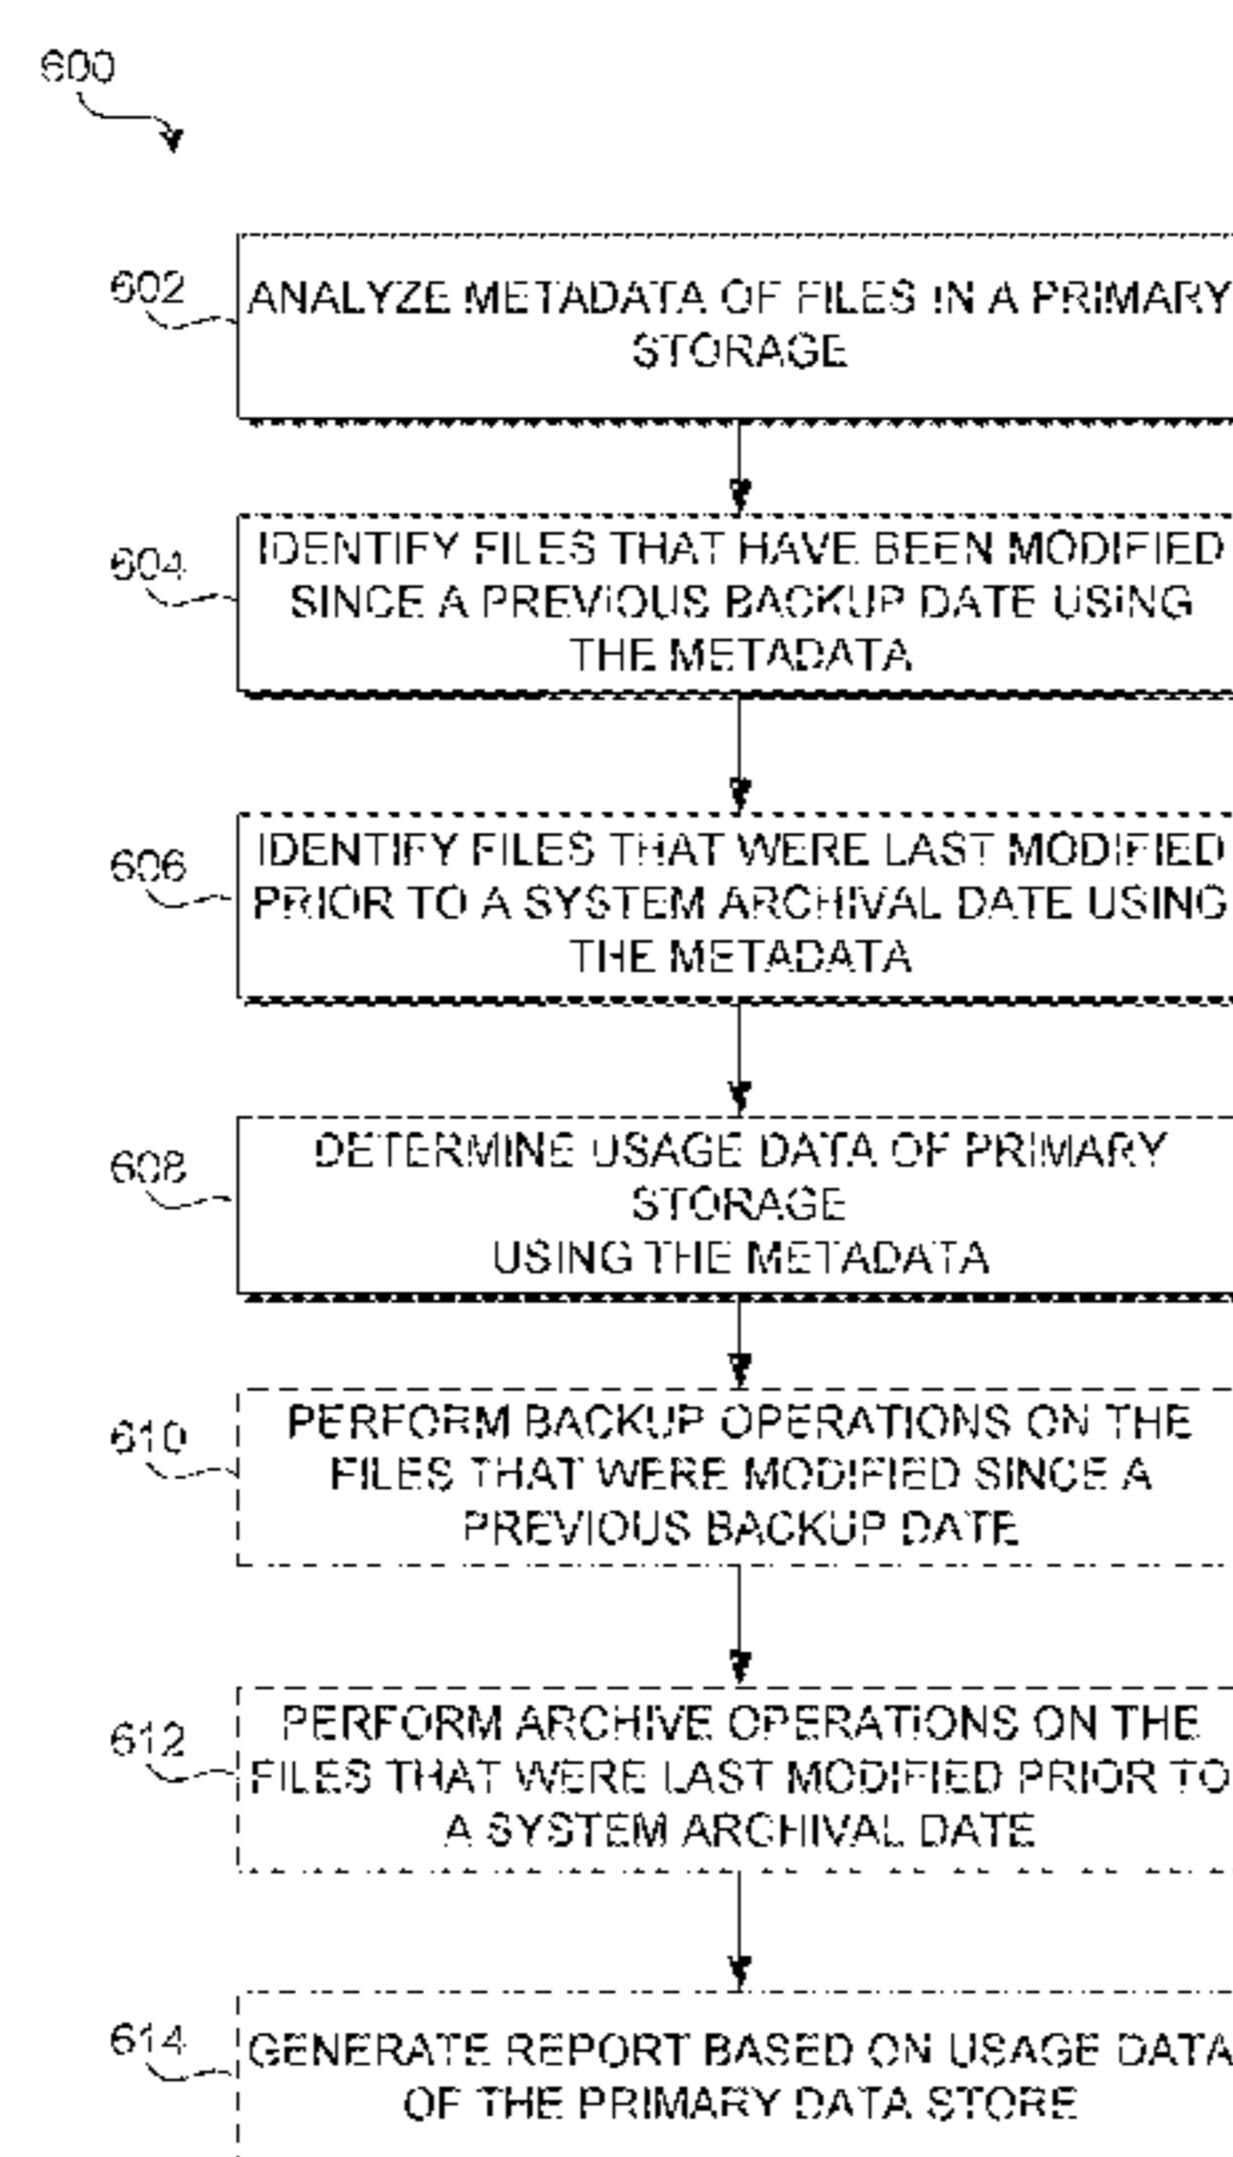 600
602
ANALYZE METADATA OF FILES IN A PRIMARY
STORAGE
604
IDENTIFY FILES THAT HAVE BEEN MODIFIED
SINCE A PREVIOUS BACKUP DATE USING
THE METADATA
606
IDENTIFY FILES THAT WERE LAST MODIFIED
PRIOR TO A SYSTEM ARCHIVAL DATE USING
THE METADATA
608
DETERMINE USAGE DATA OF PRIMARY
STORAGE
USING THE METADATA
610
PERFORM BACKUP OPERATIONS ON THE
FILES THAT WERE MODIFIED SINCE A
PREVIOUS BACKUP DATE
612
PERFORM ARCHIVE OPERATIONS ON THE
FILES THAT WERE LAST MODIFIED PRIOR TO
A SYSTEM ARCHIVAL DATE
614
GENERATE REPORT BASED ON USAGE DATA
OF THE PRIMARY DATA STORE